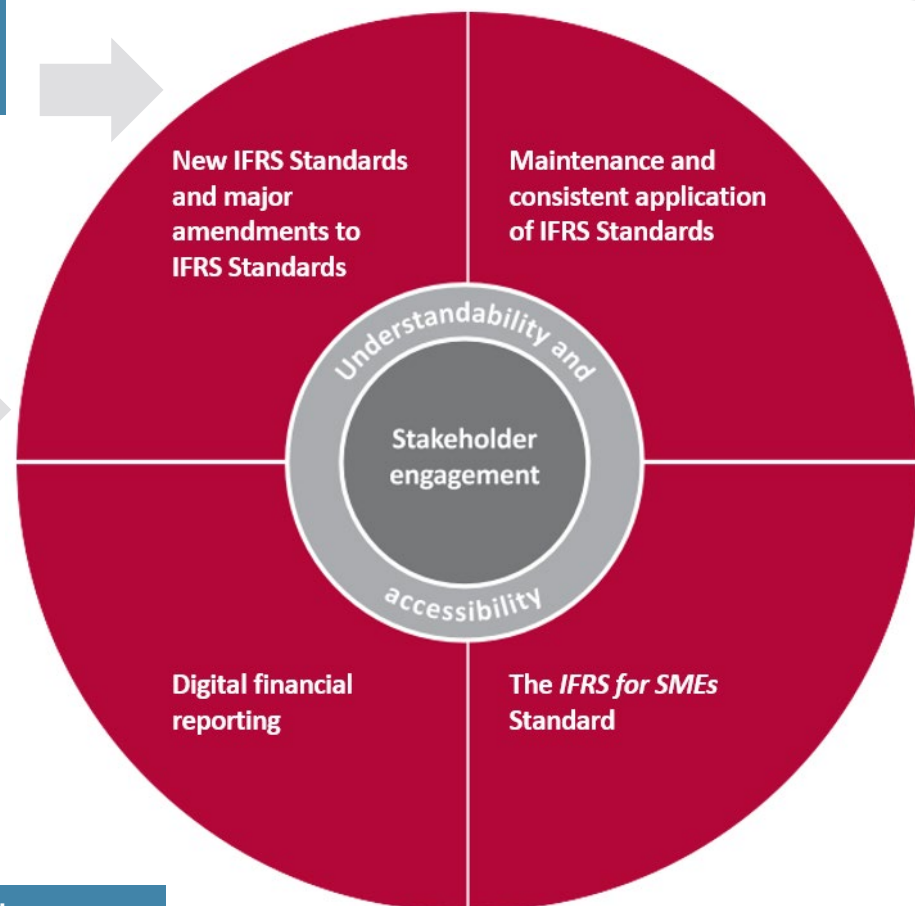 New IFRS Standards
and major
amendments to
IFRS Standards
Maintenance and
consistent application
of IFRS Standards
Understandability and
Stakeholder
engagement
accessibility
Digital financial
reporting
The IFRS for SMEs
Standard